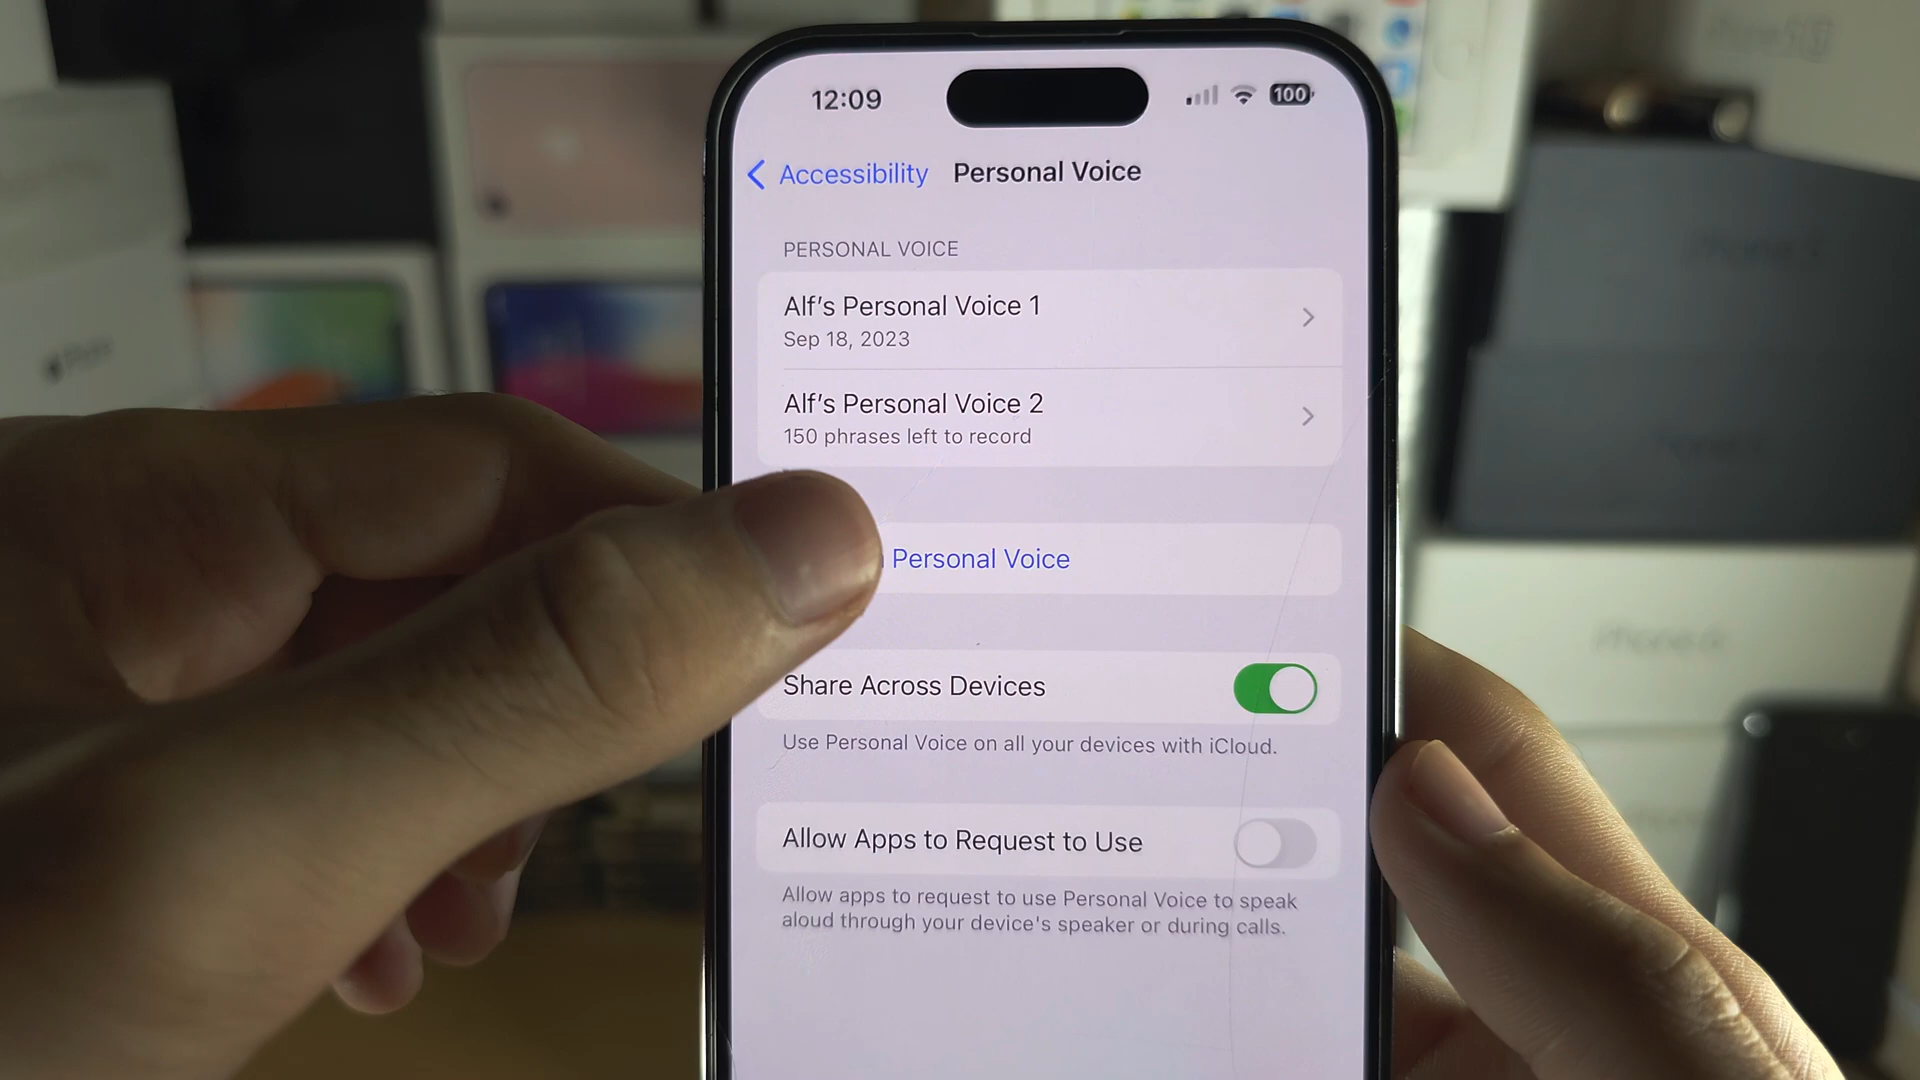 12:09
100
Accessibility
Personal Voice
PERSONAL VOICE
Alf's Personal Voice 1
Sep 18, 2023
Alf's Personal Voice 2
150 phrases left to record
Personal Voice
Share Across Devices
Use Personal Voice on all your devices with iCloud.
Allow Apps to Request to Use
Allow apps to request to use Personal Voice to speak
aloud through your device's speaker or during calls.